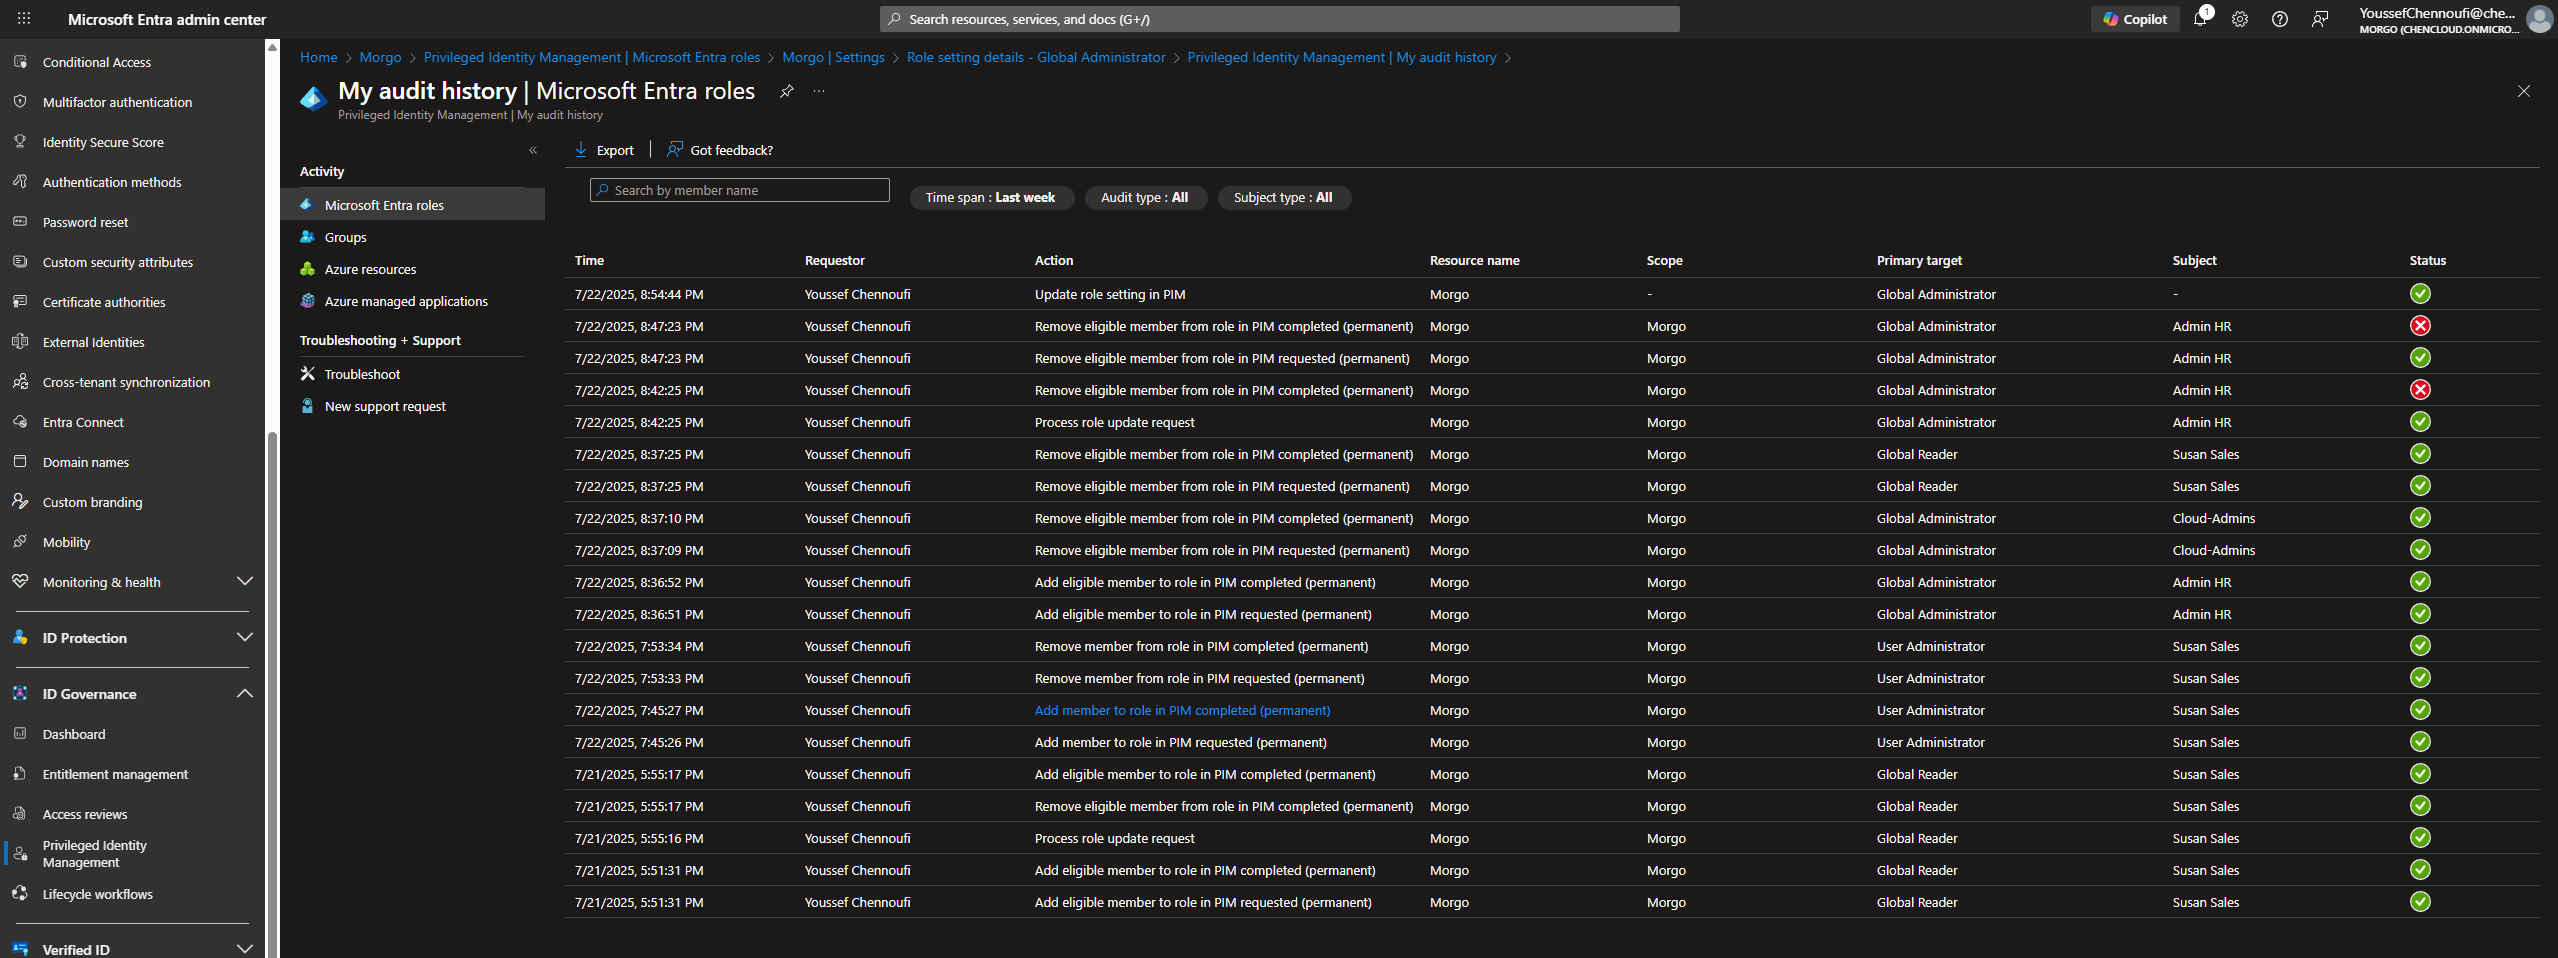 Microsoft Entra admin center
Search resources, services, and docs (G+/)
Copilot
1
YoussefChennoufi@che...
MORGO (CHENCLOUD.ONMICRO...
Conditional Access
Multifactor authentication
Identity Secure Score
Authentication methods
Password reset
Custom security attributes
Certificate authorities
External Identities
Cross-tenant synchronization
Entra Connect
Domain names
Custom branding
Mobility
Monitoring & health
ID Protection
ID Governance
Dashboard
Entitlement management
Access reviews
Privileged Identity
Management
Lifecycle workflows
Verified ID
Home > Morgo > Privileged Identity Management | Microsoft Entra roles > Morgo | Settings > Role setting details - Global Administrator > Privileged Identity Management | My audit history >
My audit history | Microsoft Entra roles
Privileged Identity Management | My audit history
Activity
Microsoft Entra roles
Groups
Azure resources
Azure managed applications
Troubleshooting + Support
Troubleshoot
New support request
Export | Got feedback?
Search by member name
Time span : Last week
Audit type : All
Subject type : All
Time Requestor Action Resource name Scope Primary target Subject Status
7/22/2025, 8:54:44 PM Youssef Chennoufi Update role setting in PIM Morgo - Global Administrator -
7/22/2025, 8:47:23 PM Youssef Chennoufi Remove eligible member from role in PIM completed (permanent) Morgo Morgo Global Administrator Admin HR
7/22/2025, 8:47:23 PM Youssef Chennoufi Remove eligible member from role in PIM requested (permanent) Morgo Morgo Global Administrator Admin HR
7/22/2025, 8:42:25 PM Youssef Chennoufi Remove eligible member from role in PIM completed (permanent) Morgo Morgo Global Administrator Admin HR
7/22/2025, 8:42:25 PM Youssef Chennoufi Process role update request Morgo Morgo Global Administrator Admin HR
7/22/2025, 8:37:25 PM Youssef Chennoufi Remove eligible member from role in PIM completed (permanent) Morgo Morgo Global Reader Susan Sales
7/22/2025, 8:37:25 PM Youssef Chennoufi Remove eligible member from role in PIM requested (permanent) Morgo Morgo Global Reader Susan Sales
7/22/2025, 8:37:10 PM Youssef Chennoufi Remove eligible member from role in PIM completed (permanent) Morgo Morgo Global Administrator Cloud-Admins
7/22/2025, 8:37:09 PM Youssef Chennoufi Remove eligible member from role in PIM requested (permanent) Morgo Morgo Global Administrator Cloud-Admins
7/22/2025, 8:36:52 PM Youssef Chennoufi Add eligible member to role in PIM completed (permanent) Morgo Morgo Global Administrator Admin HR
7/22/2025, 8:36:51 PM Youssef Chennoufi Add eligible member to role in PIM requested (permanent) Morgo Morgo Global Administrator Admin HR
7/22/2025, 7:53:34 PM Youssef Chennoufi Remove member from role in PIM completed (permanent) Morgo Morgo User Administrator Susan Sales
7/22/2025, 7:53:33 PM Youssef Chennoufi Remove member from role in PIM requested (permanent) Morgo Morgo User Administrator Susan Sales
7/22/2025, 7:45:27 PM Youssef Chennoufi Add member to role in PIM completed (permanent) Morgo Morgo User Administrator Susan Sales
7/22/2025, 7:45:26 PM Youssef Chennoufi Add member to role in PIM requested (permanent) Morgo Morgo User Administrator Susan Sales
7/21/2025, 5:55:17 PM Youssef Chennoufi Add eligible member to role in PIM completed (permanent) Morgo Morgo Global Reader Susan Sales
7/21/2025, 5:55:17 PM Youssef Chennoufi Remove eligible member from role in PIM completed (permanent) Morgo Morgo Global Reader Susan Sales
7/21/2025, 5:55:16 PM Youssef Chennoufi Process role update request Morgo Morgo Global Reader Susan Sales
7/21/2025, 5:51:31 PM Youssef Chennoufi Add eligible member to role in PIM completed (permanent) Morgo Morgo Global Reader Susan Sales
7/21/2025, 5:51:31 PM Youssef Chennoufi Add eligible member to role in PIM requested (permanent) Morgo Morgo Global Reader Susan Sales